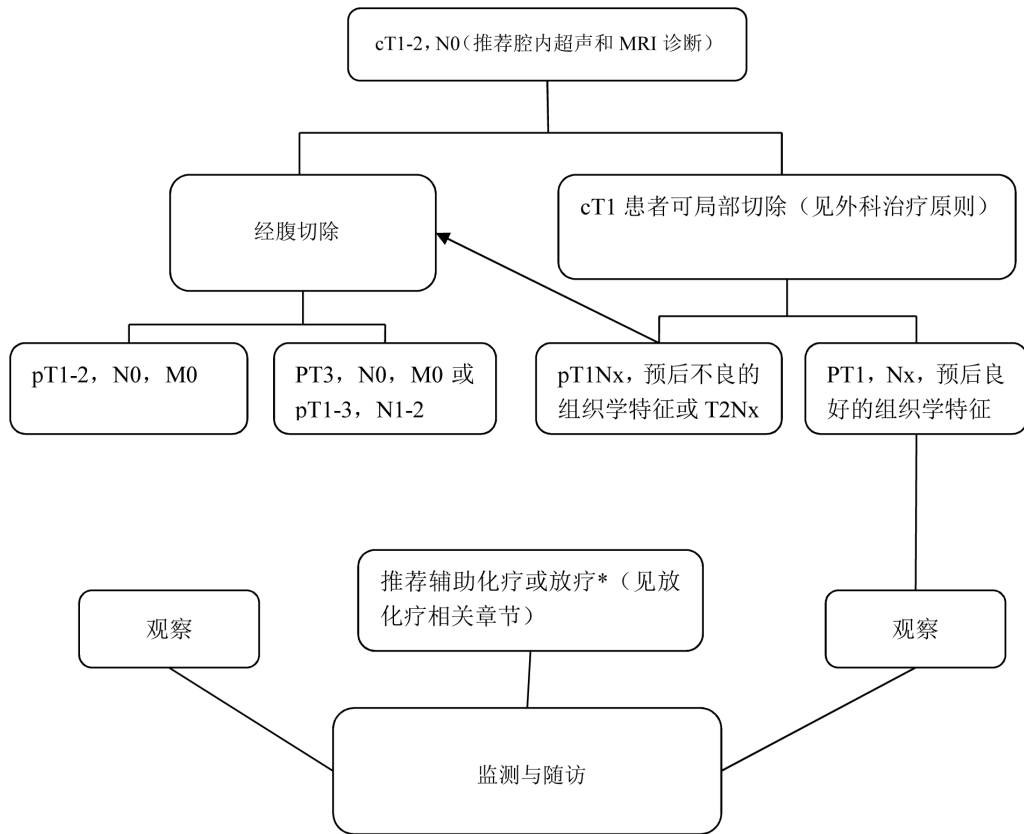 cT1-2，N0（推荐腔内超声和 MRI 诊断）
经腹切除
cT1 患者可局部切除（见外科治疗原则）
pT1-2，N0，M0
PT3，N0，M0 或
pT1-3，N1-2
pT1Nx，预后不良的
组织学特征或 T2Nx
PT1，Nx，预后良
好的组织学特征
观察
推荐辅助化疗或放疗*（见放
化疗相关章节）
观察
监测与随访